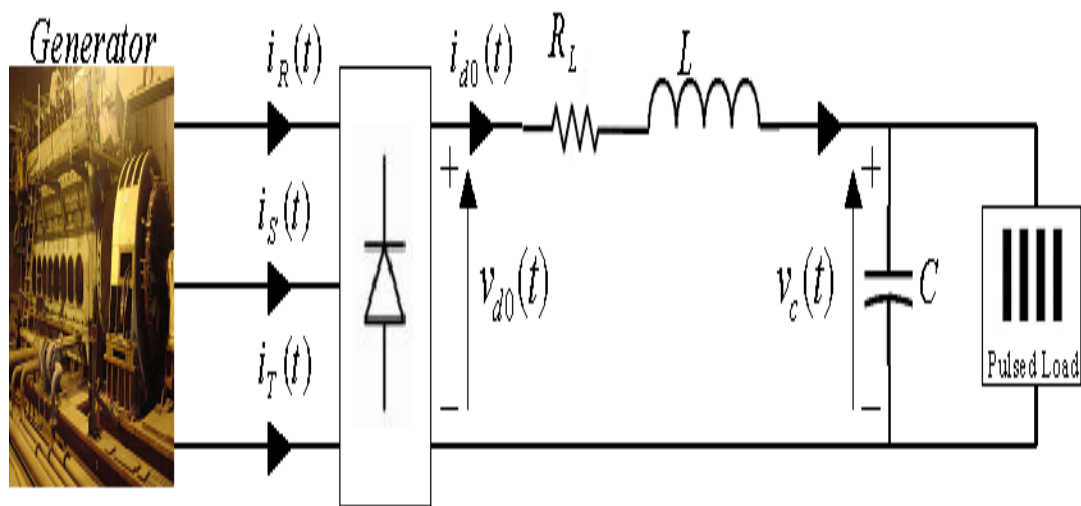 Generator
i_R(t)
i_d0(t)
R_L
L
i_S(t)
i_T(t)
+
v_d0(t)
−
+
v_c(t)
−
C
Pulsed Load